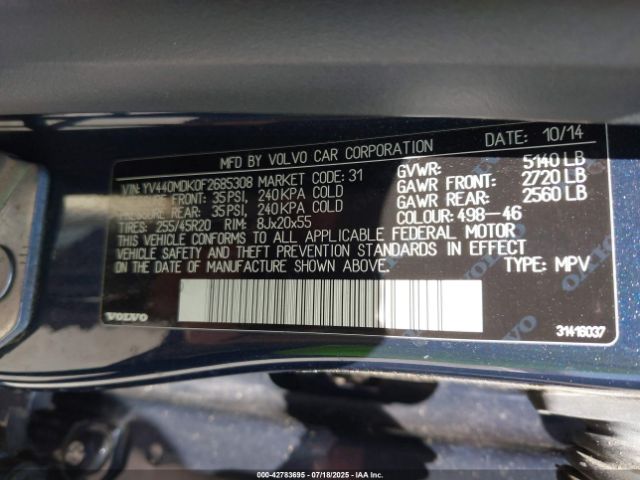 MFD BY VOLVO CAR CORPORATION DATE: 10/14
VIN: YV440MDK0F2685308 MARKET CODE: 31
PRESSURE FRONT: 35PSI, 240KPA COLD
PRESSURE REAR: 35PSI, 240KPA COLD
TIRES: 255/45R20 RIM: 8Jx20x55
GVWR: 5140 LB
GAWR FRONT: 2720 LB
GAWR REAR: 2560 LB
COLOUR: 498-46
THIS VEHICLE CONFORMS TO ALL APPLICABLE FEDERAL MOTOR
VEHICLE SAFETY AND THEFT PREVENTION STANDARDS IN EFFECT
ON THE DATE OF MANUFACTURE SHOWN ABOVE.
TYPE: MPV
VOLVO
31416037
000-42783695 - 07/18/2025 - IAA Inc.